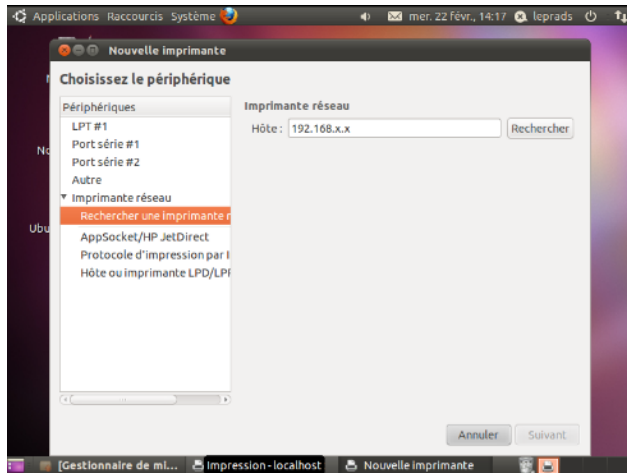 Applications Raccourcis Système
mer. 22 févr., 14:17 leprads
Nouvelle imprimante
Choisissez le périphérique
Périphériques
LPT #1
Port série #1
Port série #2
Autre
Imprimante réseau
Rechercher une imprimante r
AppSocket/HP JetDirect
Protocole d'impression par I
Hôte ou imprimante LPD/LPF
Imprimante réseau
Hôte : 192.168.x.x Rechercher
Ubu
Annuler Suivant
[Gestionnaire de mi... Impression - localhost Nouvelle imprimante